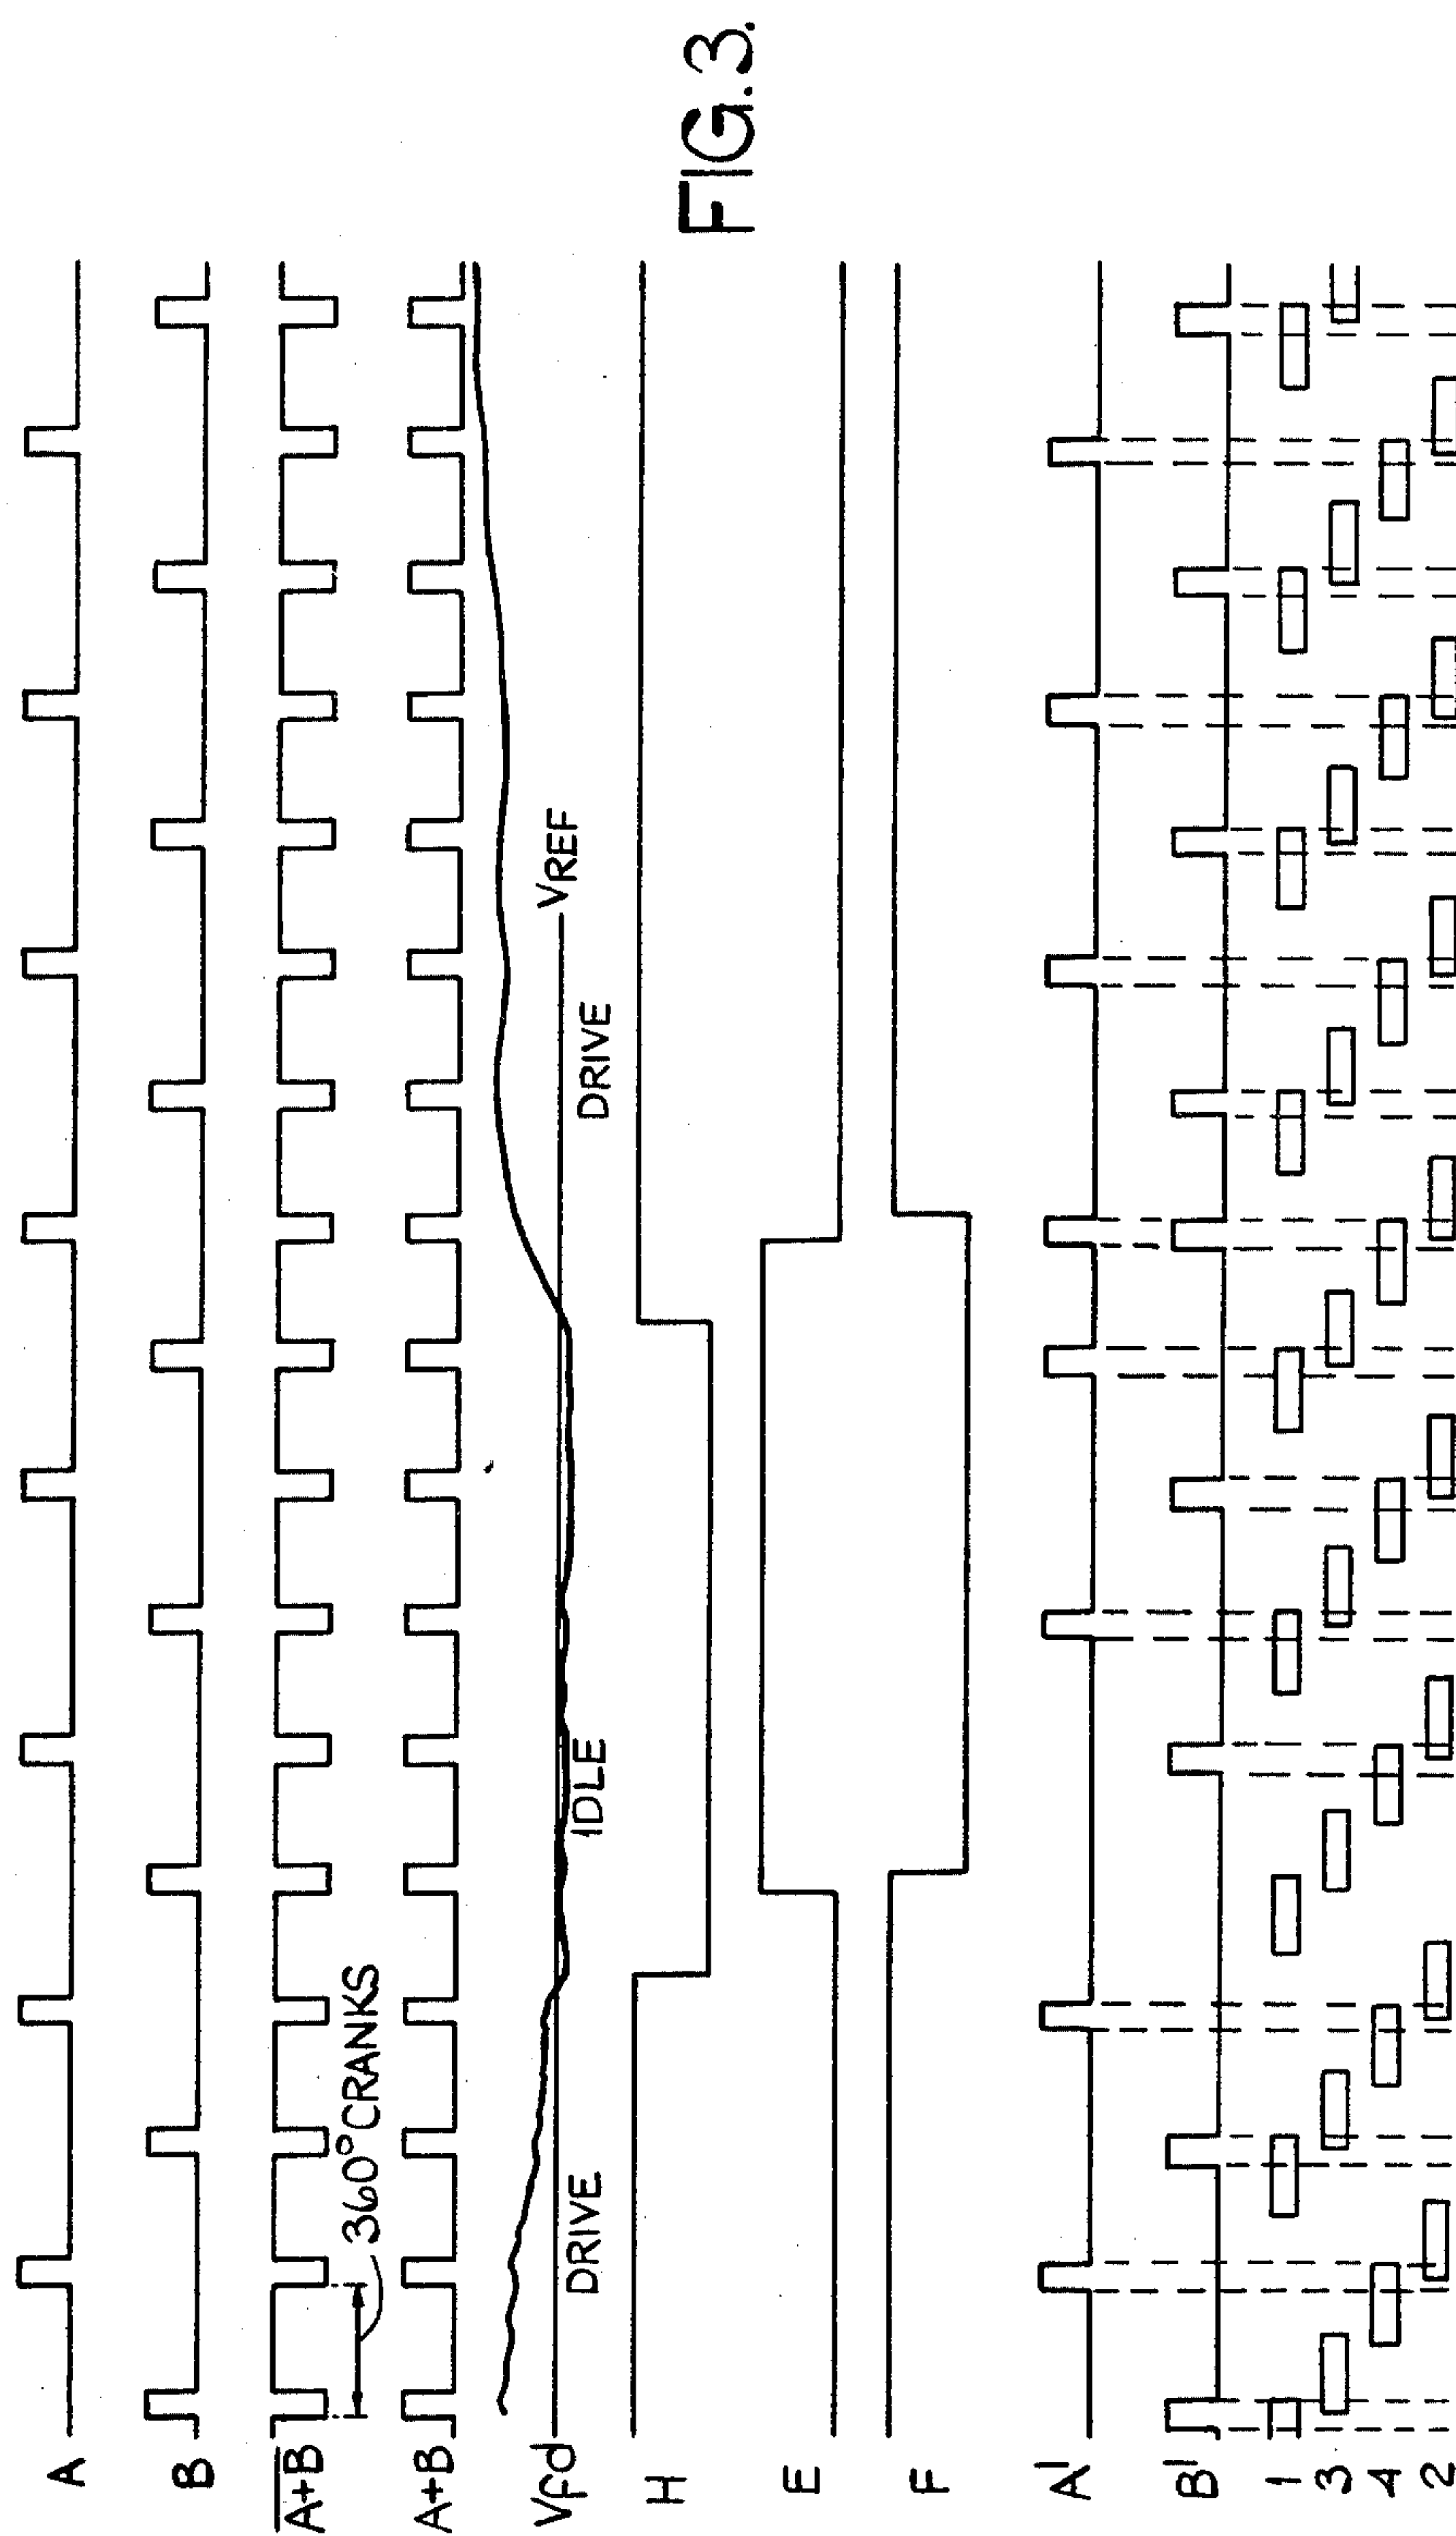 FIG.3.
A
B
A+B
360° CRANKS
A+B
Vfd
DRIVE
IDLE
DRIVE
VREF
H
E
F
A'
B'
1
3
4
2